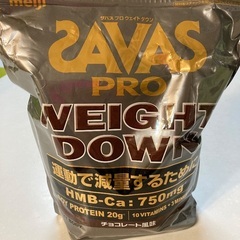 meiji
ザバス プロ ウェイトダウン
SAVAS
PRO
WEIGHT
DOWN
運動で減量するために
HMB-Ca: 750mg
PROTEIN 20g 10 VITAMINS
チョコレート風味